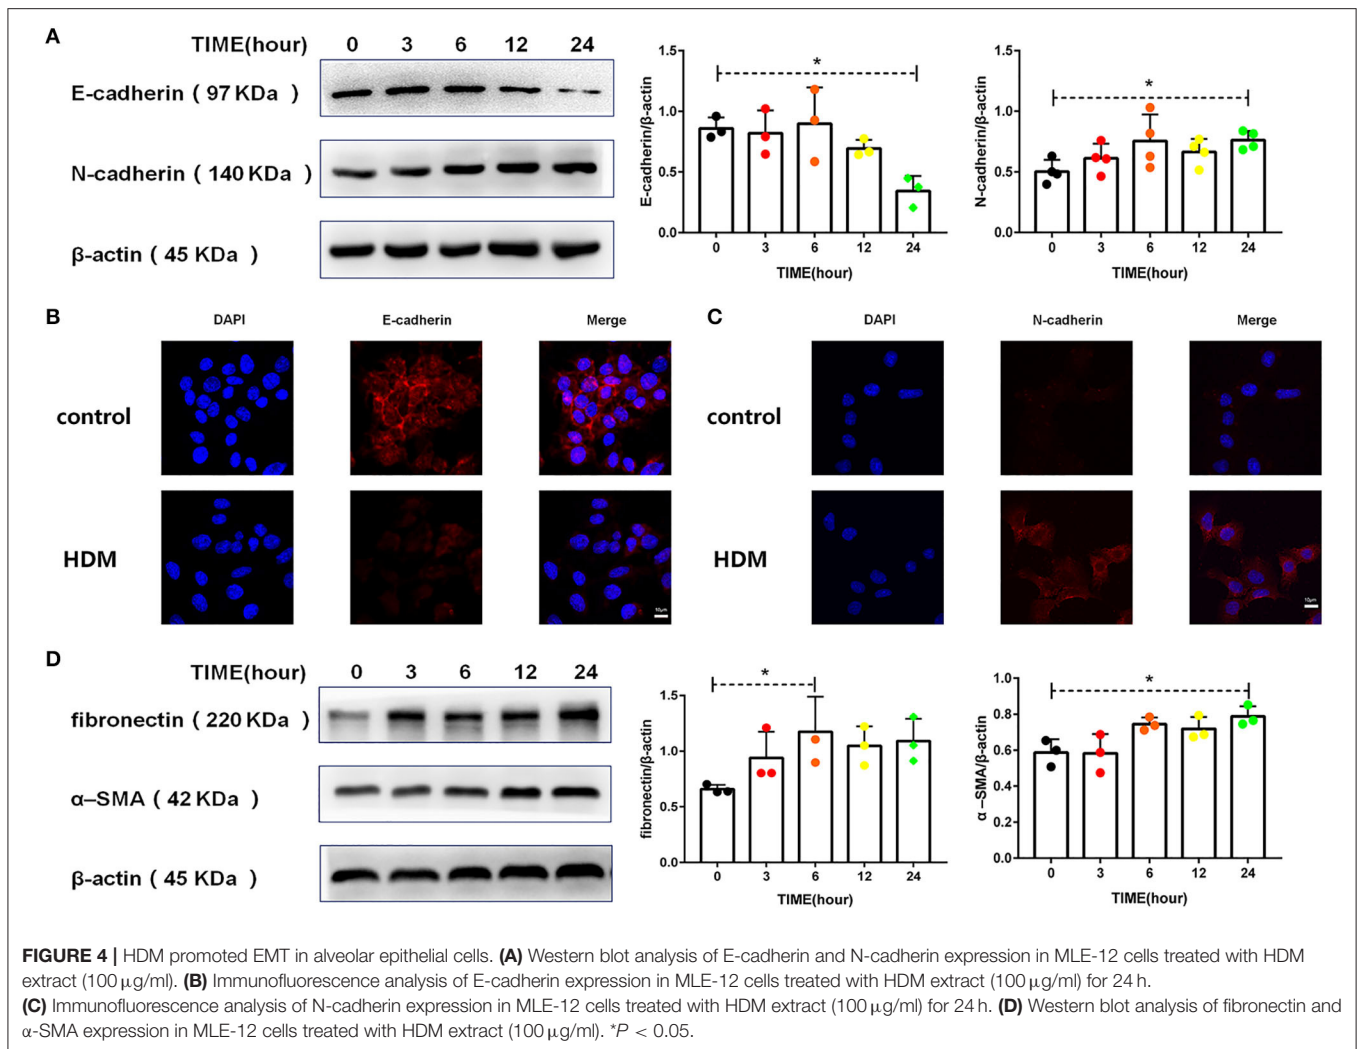 A
TIME(hour) 0 3 6 12 24
E-cadherin ( 97 KDa )
N-cadherin ( 140 KDa )
β-actin ( 45 KDa )
E-cadherin/β-actin
1.5
1.0
0.5
0.0
*
0 3 6 12 24
TIME(hour)
N-cadherin/β-actin
1.5
1.0
0.5
0.0
*
0 3 6 12 24
TIME(hour)
B
DAPI E-cadherin Merge
control
HDM
10μm
C
DAPI N-cadherin Merge
control
HDM
10μm
D
TIME(hour) 0 3 6 12 24
fibronectin ( 220 KDa )
α–SMA ( 42 KDa )
β-actin ( 45 KDa )
fibronectin/β-actin
1.5
1.0
0.5
0.0
*
0 3 6 12 24
TIME(hour)
α –SMA/β-actin
1.0
0.8
0.6
0.4
0.2
0.0
*
0 3 6 12 24
TIME(hour)
FIGURE 4 | HDM promoted EMT in alveolar epithelial cells. (A) Western blot analysis of E-cadherin and N-cadherin expression in MLE-12 cells treated with HDM
extract (100 μg/ml). (B) Immunofluorescence analysis of E-cadherin expression in MLE-12 cells treated with HDM extract (100 μg/ml) for 24 h.
(C) Immunofluorescence analysis of N-cadherin expression in MLE-12 cells treated with HDM extract (100 μg/ml) for 24 h. (D) Western blot analysis of fibronectin and
α-SMA expression in MLE-12 cells treated with HDM extract (100 μg/ml). *P < 0.05.